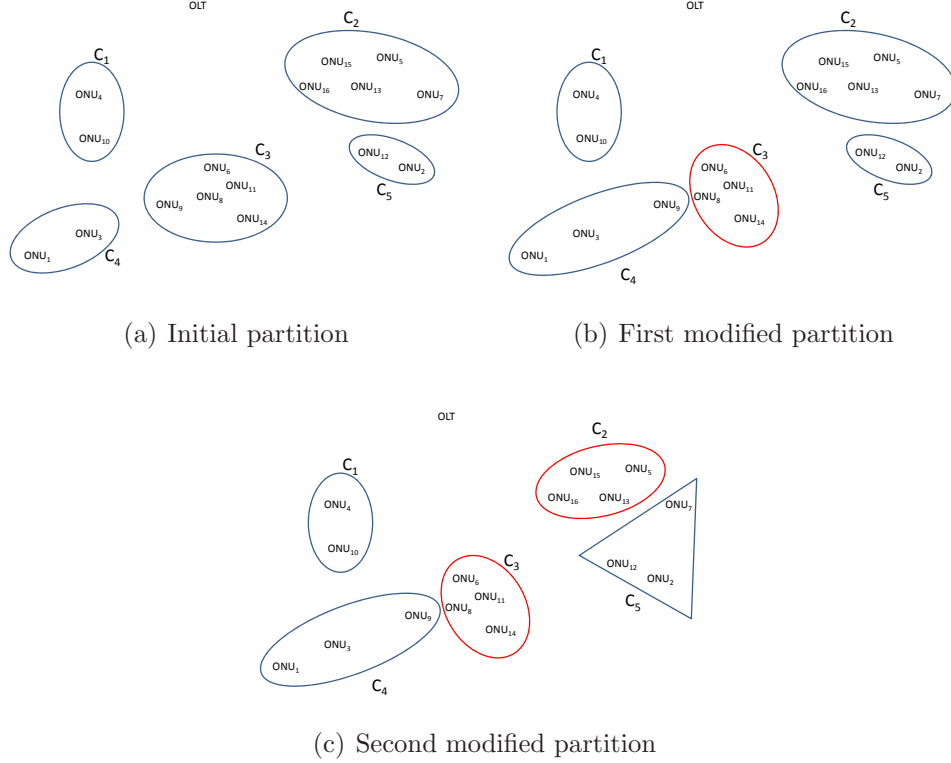 OLT
C1
ONU4
ONU10
C2
ONU15 ONU5
ONU16 ONU13 ONU7
ONU12
ONU2
C5
C3
ONU6
ONU11
ONU9 ONU8
ONU14
ONU3
ONU1
C4
(a) Initial partition
OLT
C1
ONU4
ONU10
C2
ONU15 ONU5
ONU16 ONU13 ONU7
ONU12
ONU2
C5
C3
ONU6
ONU11
ONU9 ONU8
ONU14
ONU3
ONU1
C4
(b) First modified partition
OLT
C1
ONU4
ONU10
C2
ONU15 ONU5
ONU16 ONU13
ONU7
ONU12
ONU2
C5
C3
ONU6
ONU11
ONU9 ONU8
ONU14
ONU3
ONU1
C4
(c) Second modified partition